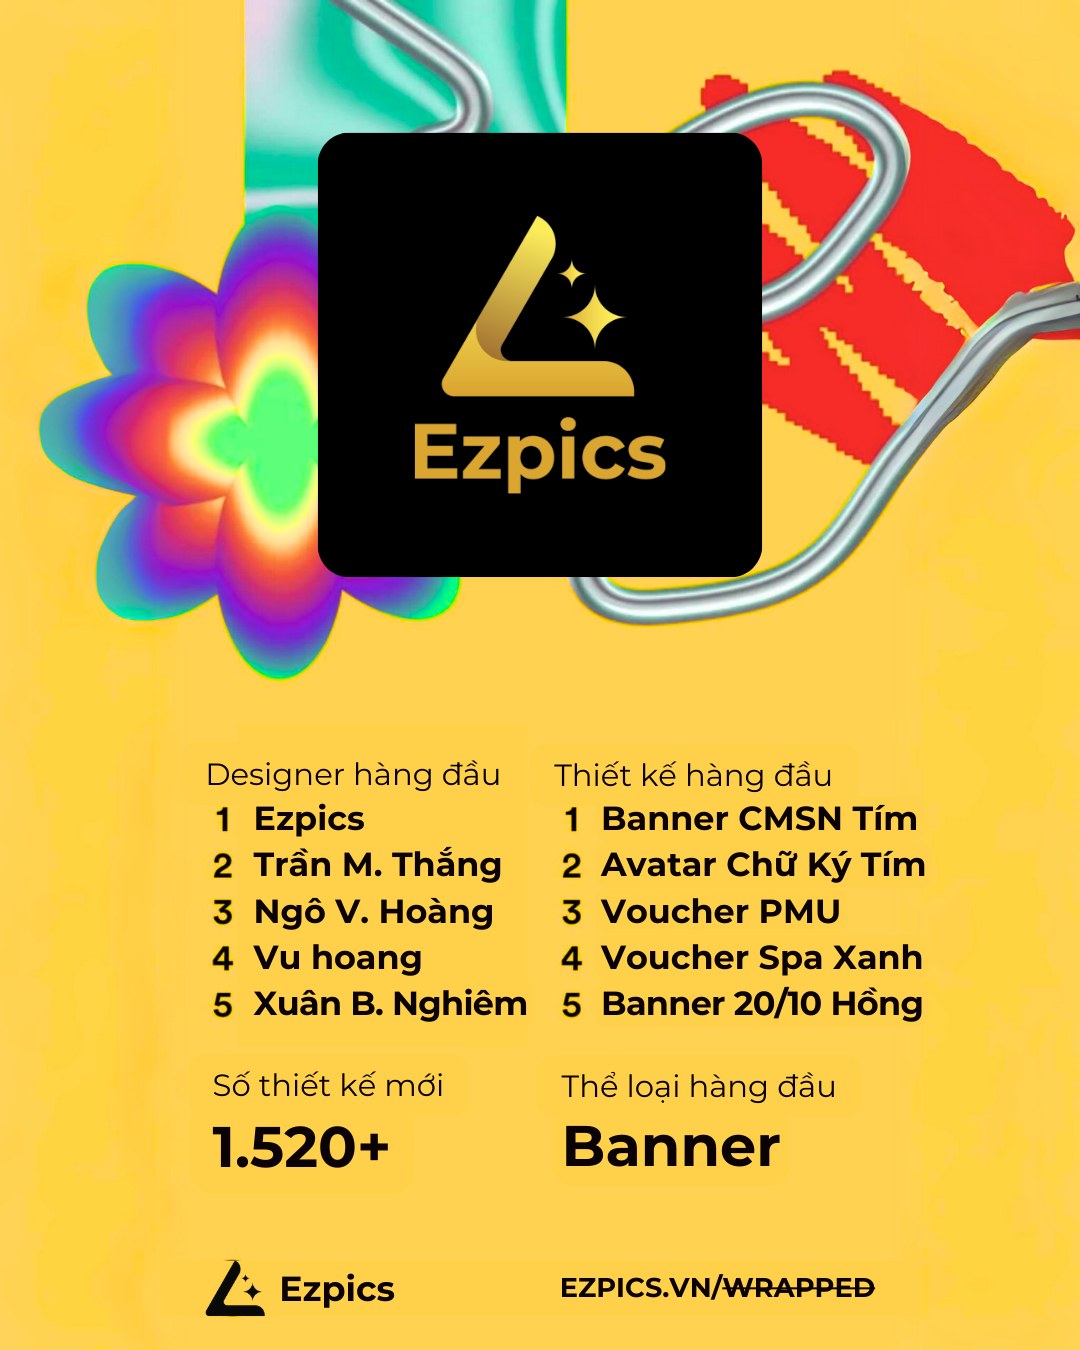 Ezpics
Designer hàng đầu
1 Ezpics
2 Trần M. Thắng
3 Ngô V. Hoàng
4 Vu hoang
5 Xuân B. Nghiêm
Thiết kế hàng đầu
1 Banner CMSN Tím
2 Avatar Chữ Ký Tím
3 Voucher PMU
4 Voucher Spa Xanh
5 Banner 20/10 Hồng
Số thiết kế mới
1.520+
Thể loại hàng đầu
Banner
Ezpics
EZPICS.VN/WRAPPED